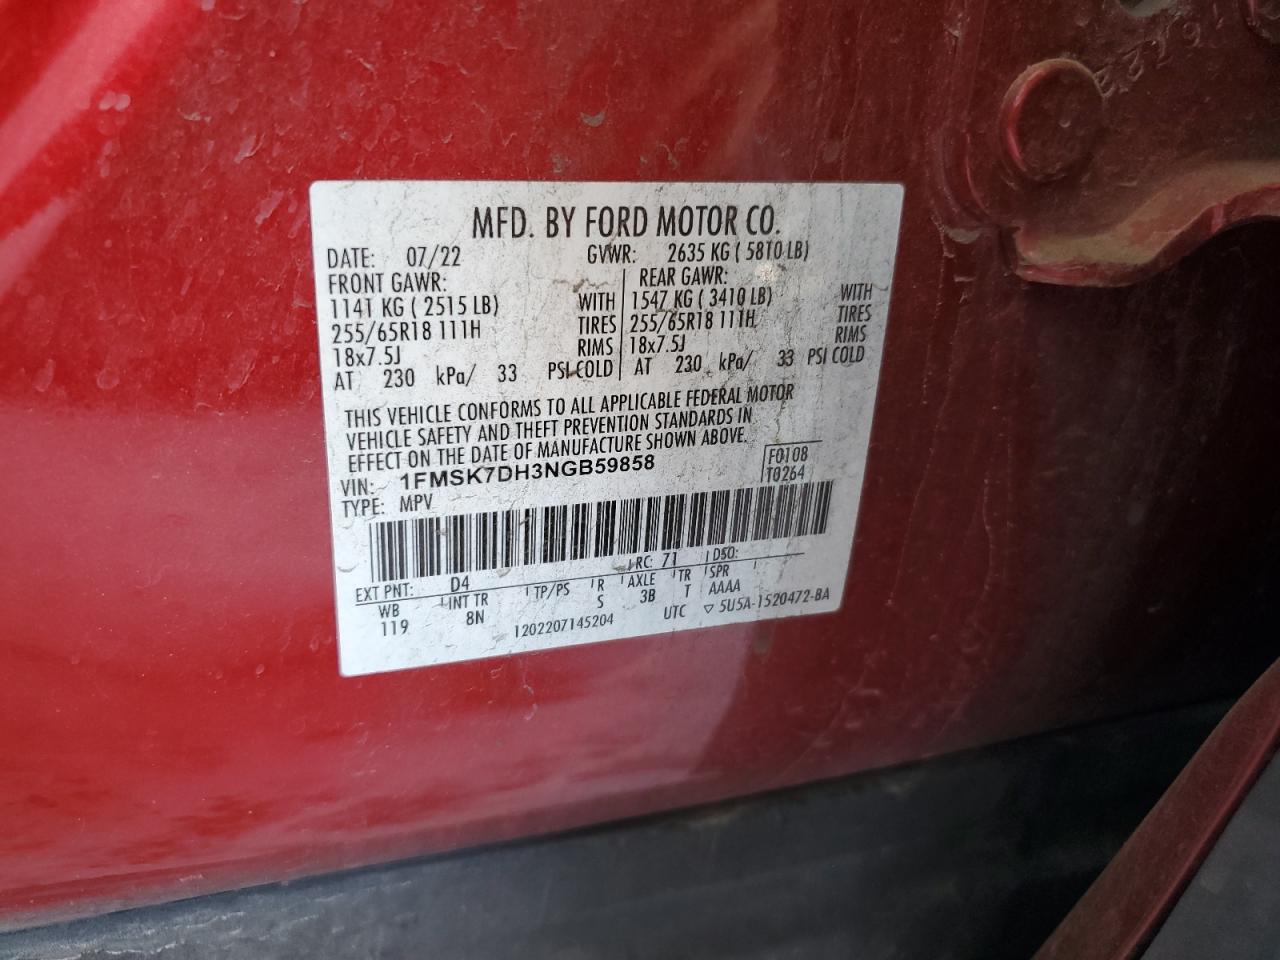 MFD. BY FORD MOTOR CO.
DATE: 07/22 GVWR: 2635 KG ( 5810 LB)
FRONT GAWR: REAR GAWR:
1141 KG ( 2515 LB) WITH 1547 KG ( 3410 LB) WITH
255/65R18 111H TIRES 255/65R18 111H TIRES
18x7.5J RIMS 18x7.5J RIMS
AT 230 kPa/ 33 PSI COLD AT 230 kPa/ 33 PSI COLD
THIS VEHICLE CONFORMS TO ALL APPLICABLE FEDERAL MOTOR
VEHICLE SAFETY AND THEFT PREVENTION STANDARDS IN
EFFECT ON THE DATE OF MANUFACTURE SHOWN ABOVE.
VIN: 1FMSK7DH3NGB59858 F0108
TYPE: MPV T0264
EXT PNT: D4 RC: 71 DSO:
WB INT TR TP/PS R AXLE TR SPR
119 8N S 3B T AAAA
1202207145204 UTC ▽ 5U5A-1520472-BA